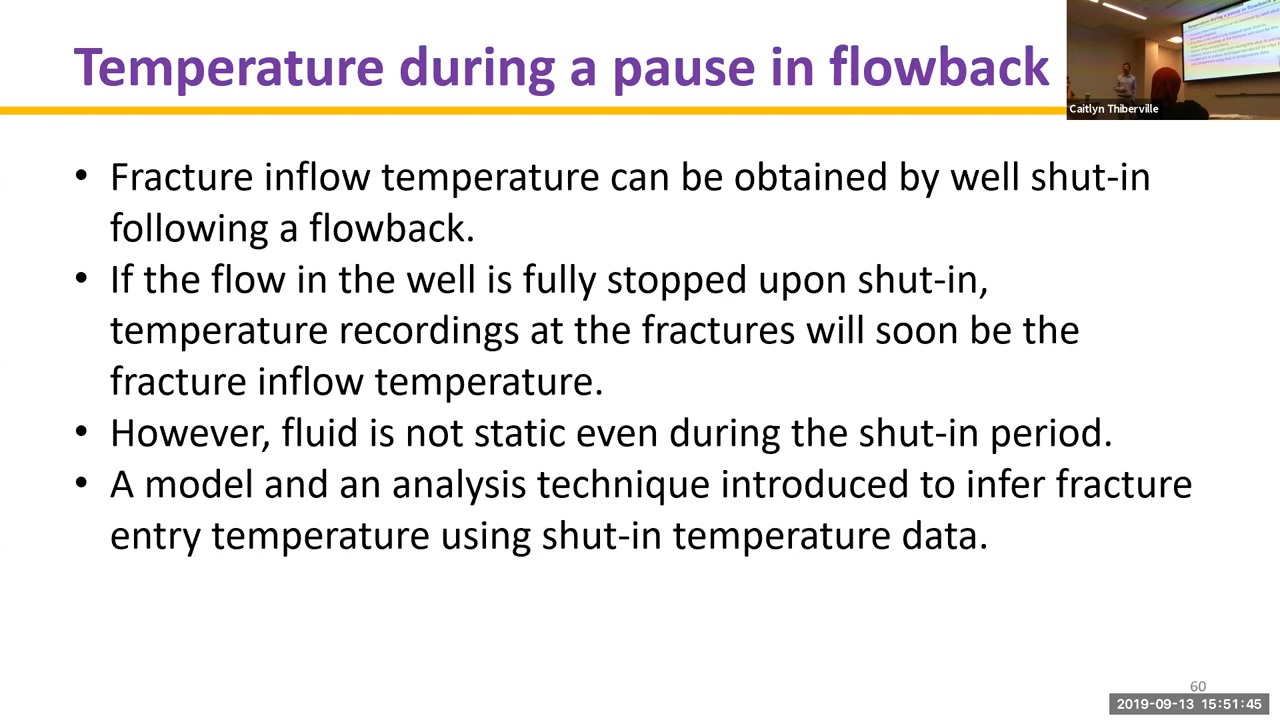 Temperature during a pause in flowback
Caitlyn Thiberville
• Fracture inflow temperature can be obtained by well shut-in
following a flowback.
• If the flow in the well is fully stopped upon shut-in,
temperature recordings at the fractures will soon be the
fracture inflow temperature.
• However, fluid is not static even during the shut-in period.
• A model and an analysis technique introduced to infer fracture
entry temperature using shut-in temperature data.
60
2019-09-13 15:51:45